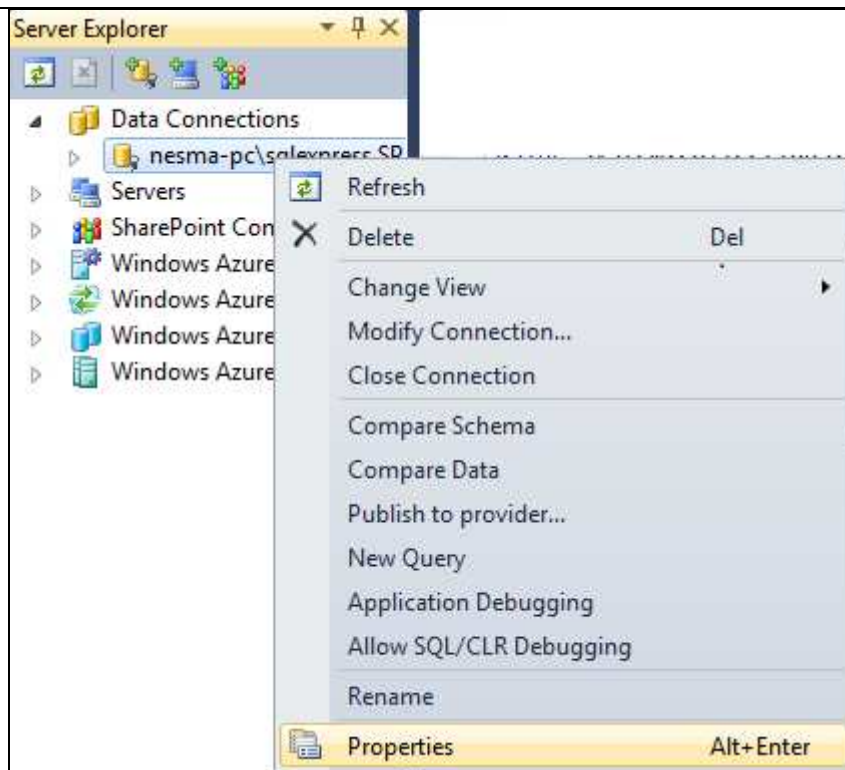 Server Explorer
Data Connections
nesma-pc\sqlexpress.SP
Servers
SharePoint Con
Windows Azure
Windows Azure
Windows Azure
Windows Azure
Refresh
Delete Del
Change View
Modify Connection...
Close Connection
Compare Schema
Compare Data
Publish to provider...
New Query
Application Debugging
Allow SQL/CLR Debugging
Rename
Properties Alt+Enter